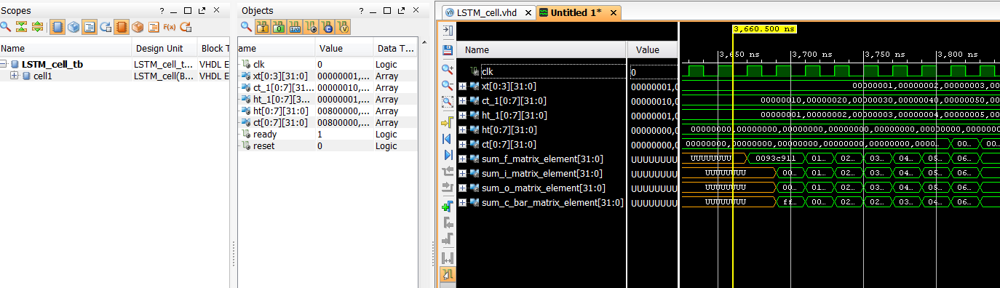 Scopes
Name Design Unit Block T
LSTM_cell_tb LSTM_cell_t... VHDL E
cell1 LSTM_cell(B... VHDL E
Objects
ame Value Data T...
clk 0 Logic
xt[0:3][31:0] 00000001,... Array
ct_1[0:7][31... 00000010,... Array
ht_1[0:7][3... 00000001,... Array
ht[0:7][31:0] 00800000,... Array
ct[0:7][31:0] 00800000,... Array
ready 1 Logic
reset 0 Logic
LSTM_cell.vhd Untitled 1*
3,660.500 ns
Name Value
3,650 ns 3,700 ns 3,750 ns 3,800 ns
clk 0
xt[0:3][31:0] 00000001,0 00000001,00000002,00000003,00
ct_1[0:7][31:0] 00000010,0 00000010,00000020,00000030,00000040,00000050,00
ht_1[0:7][31:0] 00000001,0 00000001,00000002,00000003,00000004,00000005,00
ht[0:7][31:0] 00000000,0 00000000,00000000,00000000,00000000,00000000,00000000,0
ct[0:7][31:0] 00000000,0 00000000,00000000,00000000,00000000,00000000,0000... 00... 00...
sum_f_matrix_element[31:0] UUUUUUUU UUUUUUUU 0093c911 01... 02... 03... 04... 05... 06...
sum_i_matrix_element[31:0] UUUUUUUU UUUUUUUU 00... 01... 02... 03... 04... 05... 06...
sum_o_matrix_element[31:0] UUUUUUUU UUUUUUUU 00... 01... 02... 03... 04... 05... 06...
sum_c_bar_matrix_element[31:0] UUUUUUUU UUUUUUUU ff... 00... 02... 02... 03... 04... 06...